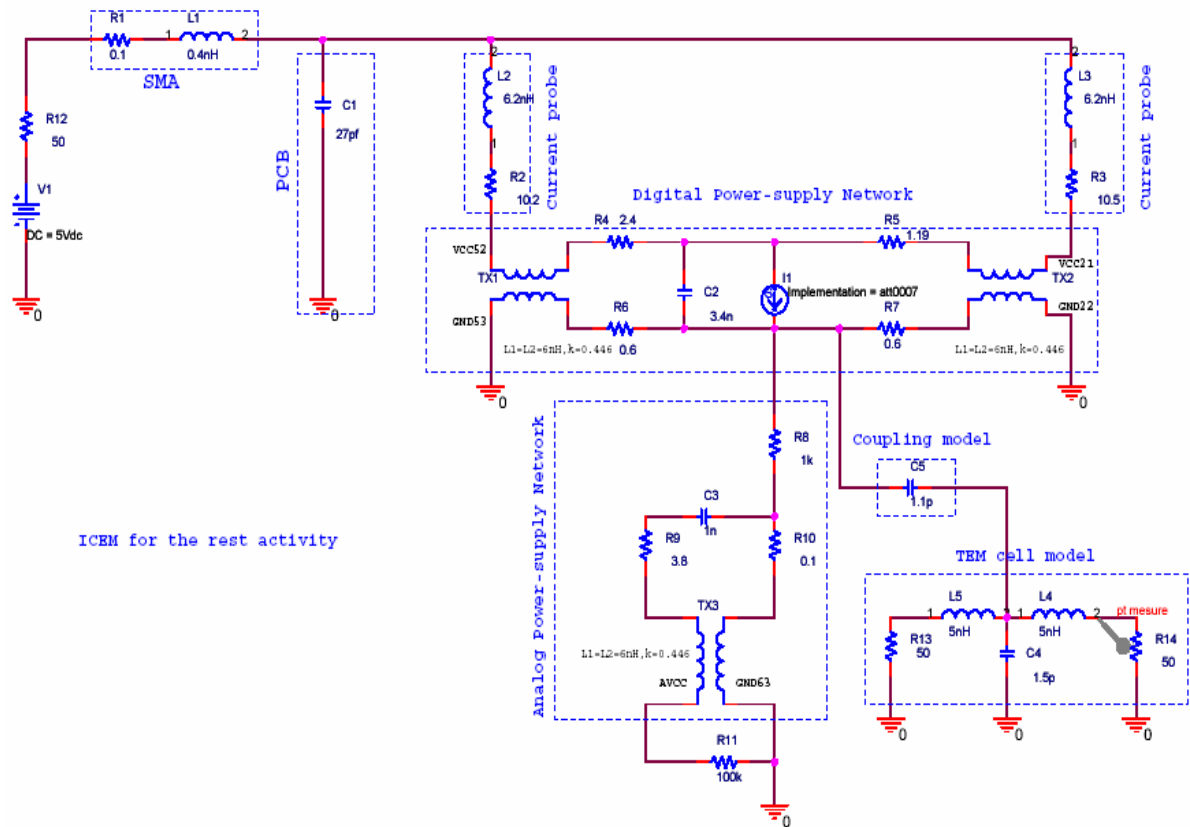 R1
L1
1
2
0.1
0.4nH
SMA
R12
50
V1
DC = 5Vdc
0
C1
27pf
PCB
0
2
L2
6.2nH
1
R2
10.2
Current probe
2
L3
6.2nH
1
R3
10.5
Current probe
Digital Power-supply Network
R4
2.4
R5
1.19
VCC52
TX1
GND53
C2
3.4n
I1
Implementation = att0007
VCC21
TX2
GND22
R6
0.6
R7
0.6
L1=L2=6nH,k=0.446
L1=L2=6nH,k=0.446
0
0
Analog Power-supply Network
R8
1k
C3
1n
R9
3.8
R10
0.1
TX3
L1=L2=6nH,k=0.446
AVCC
GND63
R11
100k
0
Coupling model
C5
1.1p
ICEM for the rest activity
TEM cell model
L5
L4
1
2
1
2
pt mesure
5nH
5nH
R13
50
C4
1.5p
R14
50
0
0
0